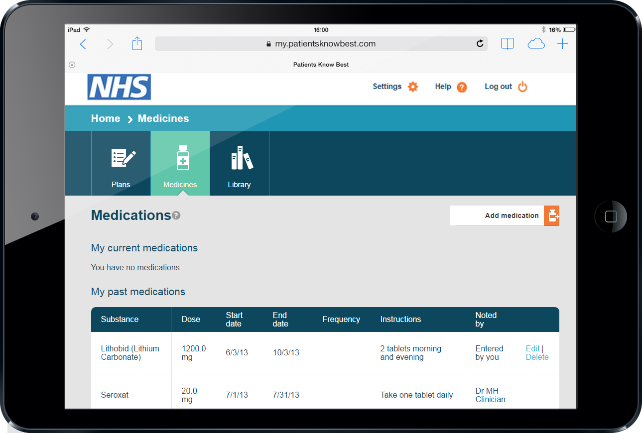 iPad 16:00 16%
my.patientsknowbest.com
Patients Know Best
NHS Settings Help ? Log out
Home > Medicines
Plans Medicines Library
Medications ? Add medication
My current medications
You have no medications
My past medications
Substance Dose Start date End date Frequency Instructions Noted by
Lithobid (Lithium Carbonate) 1200.0 mg 6/3/13 10/3/13 2 tablets morning and evening Entered by you Edit | Delete
Seroxat 20.0 mg 7/1/13 7/31/13 Take one tablet daily Dr MH Clinician